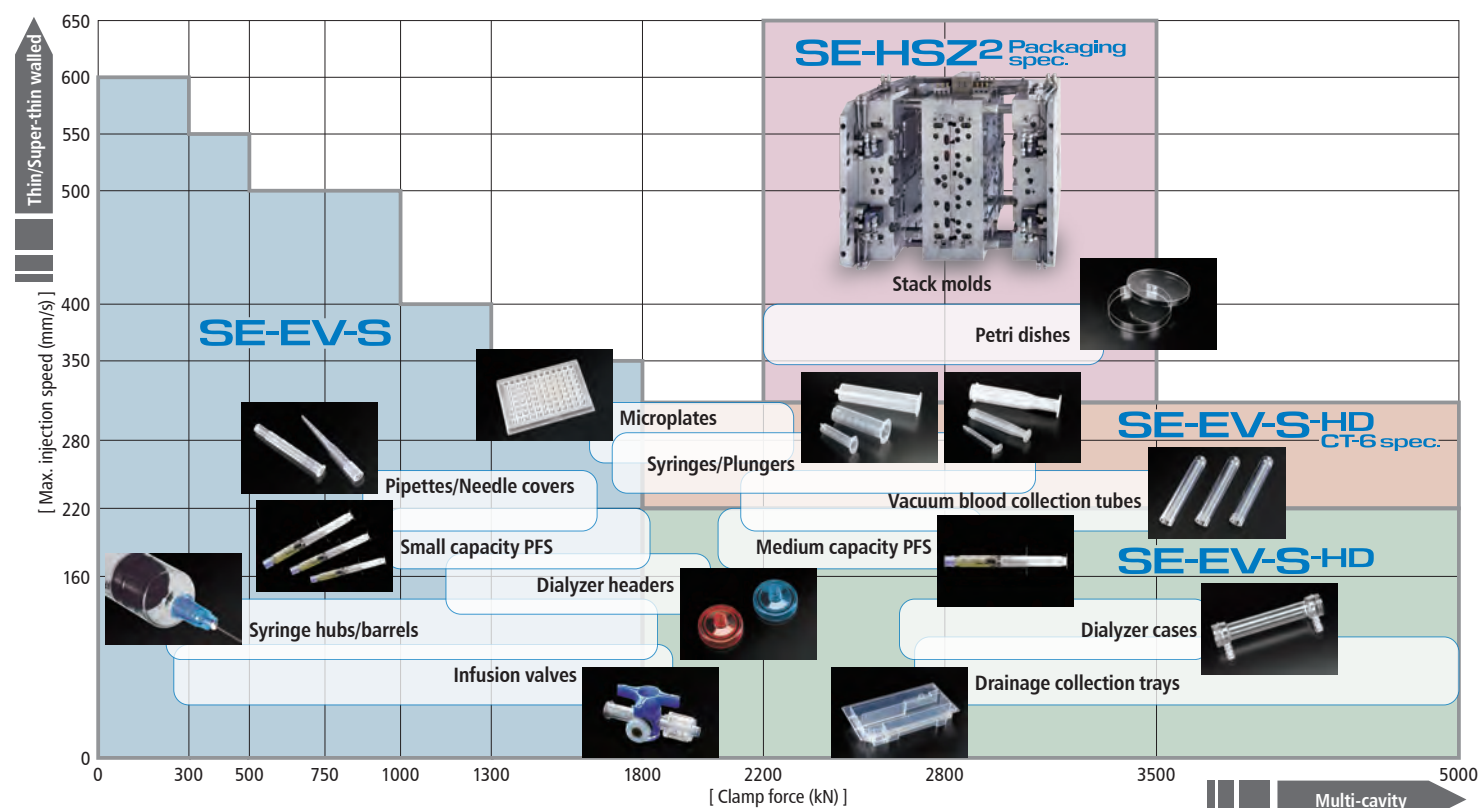 Thin/Super-thin walled
[ Max. injection speed (mm/s) ]
650
600
550
500
400
350
280
220
160
0
SE-HSZ2 Packaging
spec.
Stack molds
Petri dishes
SE-EV-S
Microplates
SE-EV-S-HD
CT-6 spec.
Syringes/Plungers
Pipettes/Needle covers
Vacuum blood collection tubes
Small capacity PFS
Medium capacity PFS
SE-EV-S-HD
Dialyzer headers
Syringe hubs/barrels
Dialyzer cases
Infusion valves
Drainage collection trays
0 300 500 750 1000 1300 1800 2200 2800 3500 5000
[ Clamp force (kN) ]
Multi-cavity